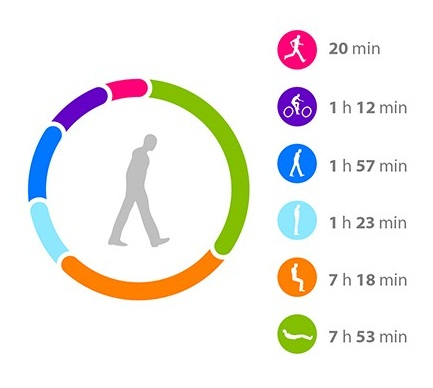 20 min
1 h 12 min
1 h 57 min
1 h 23 min
7 h 18 min
7 h 53 min